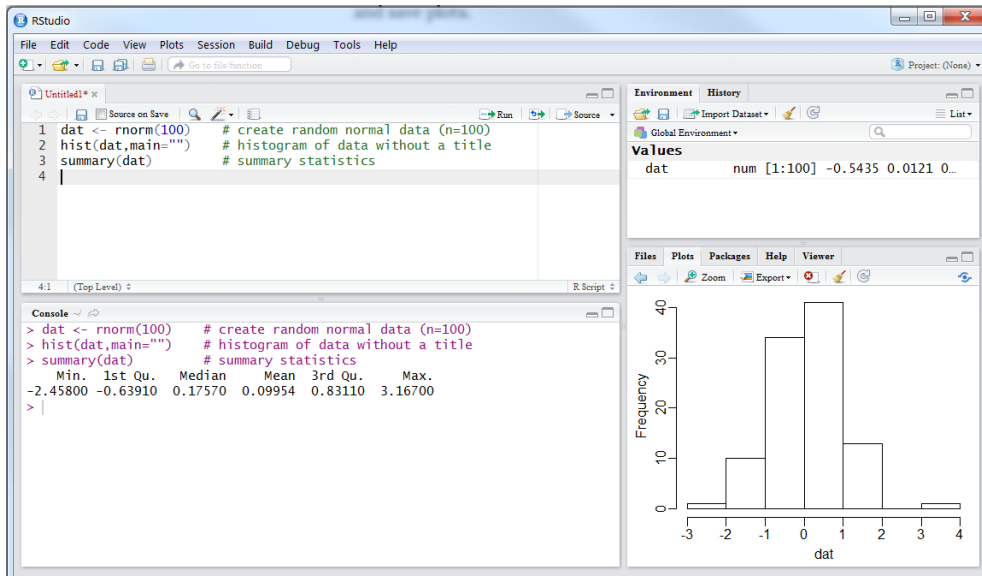 and save plots.
RStudio
File Edit Code View Plots Session Build Debug Tools Help
Go to file/function
Project: (None)
Untitled1*
Source on Save
Run
Source
1 dat <- rnorm(100) # create random normal data (n=100)
2 hist(dat,main="") # histogram of data without a title
3 summary(dat) # summary statistics
4
4:1 (Top Level)
R Script
Console ~/
> dat <- rnorm(100) # create random normal data (n=100)
> hist(dat,main="") # histogram of data without a title
> summary(dat) # summary statistics
Min. 1st Qu. Median Mean 3rd Qu. Max.
-2.45800 -0.63910 0.17570 0.09954 0.83110 3.16700
>
Environment History
Import Dataset
List
Global Environment
Values
dat num [1:100] -0.5435 0.0121 0…
Files Plots Packages Help Viewer
Zoom Export
Frequency
40
30
20
10
0
-3 -2 -1 0 1 2 3 4
dat